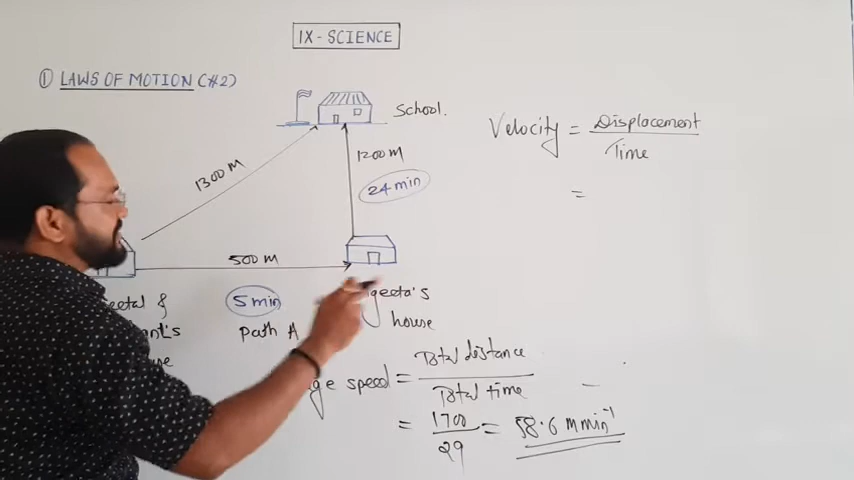 IX - SCIENCE
① LAWS OF MOTION (#2)
School.
1300 M
1200 M
24 min
500 M
5 min
path A
house
Velocity = Displacement
Time
=
speed = Total distance
Total time
= 1700
29
= 58.6 m min⁻¹